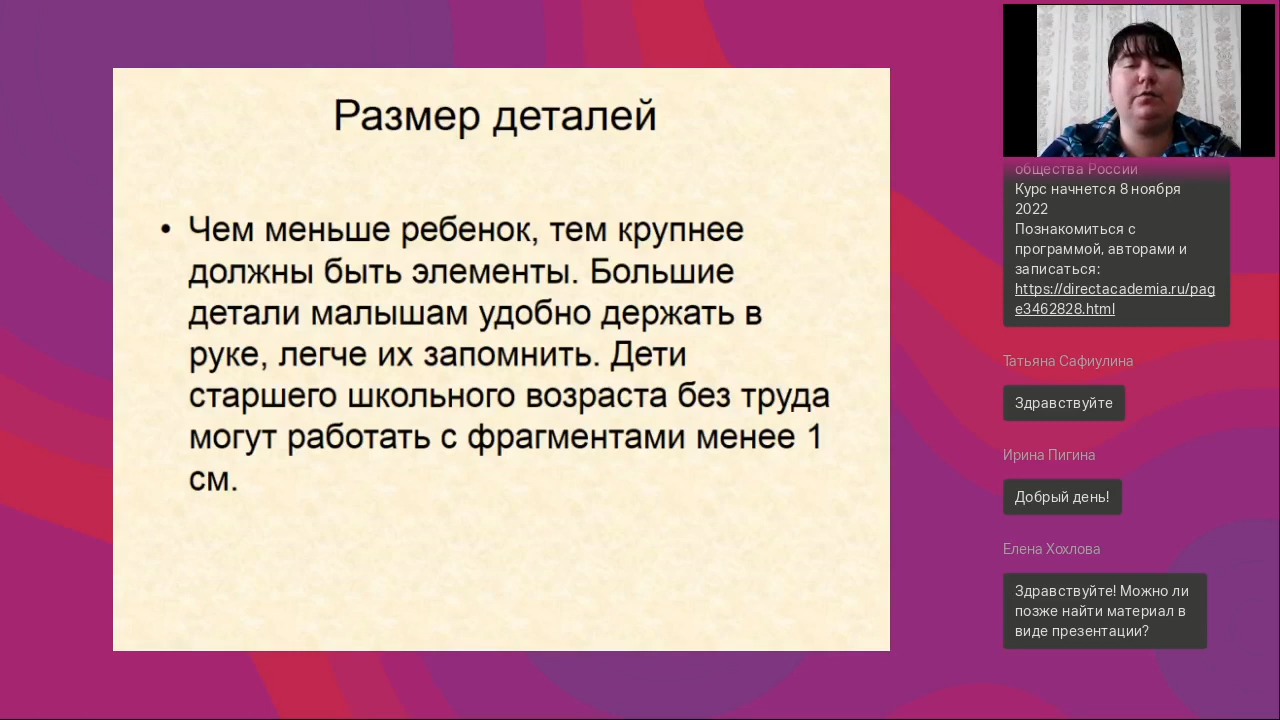 Размер деталей
• Чем меньше ребенок, тем крупнее
должны быть элементы. Большие
детали малышам удобно держать в
руке, легче их запомнить. Дети
старшего школьного возраста без труда
могут работать с фрагментами менее 1
см.
общества России
Курс начнется 8 ноября
2022
Познакомиться с
программой, авторами и
записаться:
https://directacademia.ru/pag
e3462828.html
Татьяна Сафиулина
Здравствуйте
Ирина Пигина
Добрый день!
Елена Хохлова
Здравствуйте! Можно ли
позже найти материал в
виде презентации?